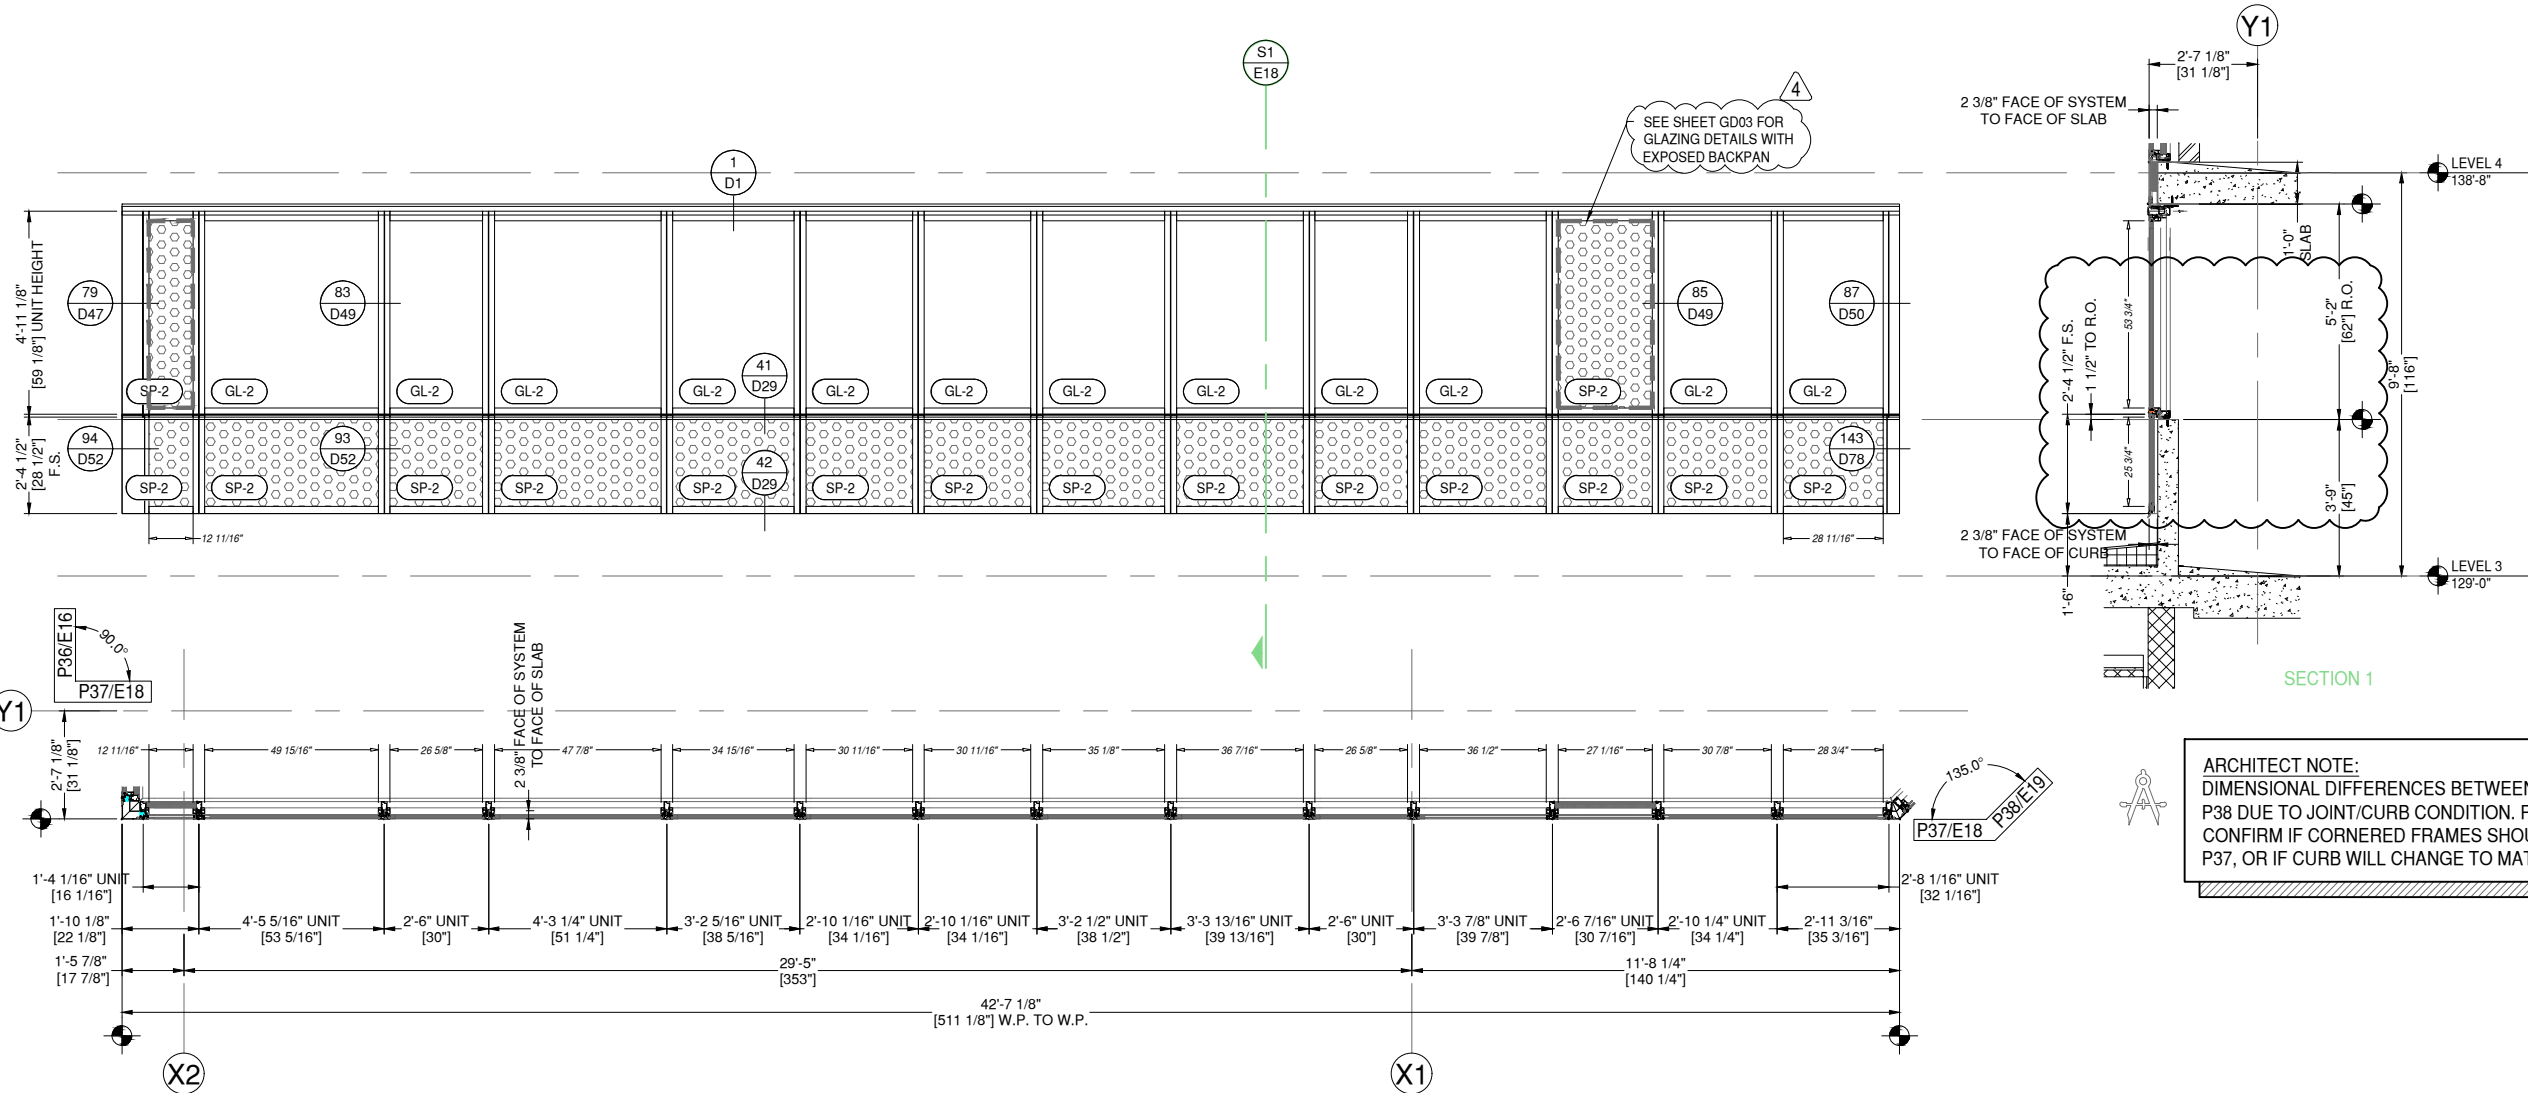 S1
E18
4
SEE SHEET GD03 FOR
GLAZING DETAILS WITH
EXPOSED BACKPAN
1
D1
4'-11 1/8"
[59 1/8"] UNIT HEIGHT
2'-4 1/2"
[28 1/2"]
F.S.
79
D47
83
D49
85
D49
87
D50
41
D29
SP-2
GL-2
GL-2
GL-2
GL-2
GL-2
GL-2
GL-2
GL-2
GL-2
GL-2
SP-2
GL-2
GL-2
94
D52
93
D52
42
D29
143
D78
SP-2
SP-2
SP-2
SP-2
SP-2
SP-2
SP-2
SP-2
SP-2
SP-2
SP-2
SP-2
SP-2
SP-2
12 11/16"
28 11/16"
Y1
2'-7 1/8"
[31 1/8"]
2 3/8" FACE OF SYSTEM
TO FACE OF SLAB
LEVEL 4
138'-8"
1'-0"
SLAB
5'-2"
[62"] R.O.
9'-8"
[116"]
2'-4 1/2" F.S.
1 1/2" TO R.O.
53 3/4"
25 3/4"
3'-9"
[45"]
2 3/8" FACE OF SYSTEM
TO FACE OF CURB
1'-6"
LEVEL 3
129'-0"
SECTION 1
P36/E16
90.0°
P37/E18
Y1
2'-7 1/8"
[31 1/8"]
2 3/8" FACE OF SYSTEM
TO FACE OF SLAB
12 11/16"
49 15/16"
26 5/8"
47 7/8"
34 15/16"
30 11/16"
30 11/16"
35 1/8"
36 7/16"
26 5/8"
36 1/2"
27 1/16"
30 7/8"
28 3/4"
135.0°
P37/E18
P38/E19
1'-4 1/16" UNIT
[16 1/16"]
2'-8 1/16" UNIT
[32 1/16"]
1'-10 1/8"
[22 1/8"]
4'-5 5/16" UNIT
[53 5/16"]
2'-6" UNIT
[30"]
4'-3 1/4" UNIT
[51 1/4"]
3'-2 5/16" UNIT
[38 5/16"]
2'-10 1/16" UNIT
[34 1/16"]
2'-10 1/16" UNIT
[34 1/16"]
3'-2 1/2" UNIT
[38 1/2"]
3'-3 13/16" UNIT
[39 13/16"]
2'-6" UNIT
[30"]
3'-3 7/8" UNIT
[39 7/8"]
2'-6 7/16" UNIT
[30 7/16"]
2'-10 1/4" UNIT
[34 1/4"]
2'-11 3/16"
[35 3/16"]
1'-5 7/8"
[17 7/8"]
29'-5"
[353"]
11'-8 1/4"
[140 1/4"]
42'-7 1/8"
[511 1/8"] W.P. TO W.P.
X2
X1
ARCHITECT NOTE:
DIMENSIONAL DIFFERENCES BETWEEN
P38 DUE TO JOINT/CURB CONDITION.
CONFIRM IF CORNERED FRAMES
P37, OR IF CURB WILL CHANGE TO